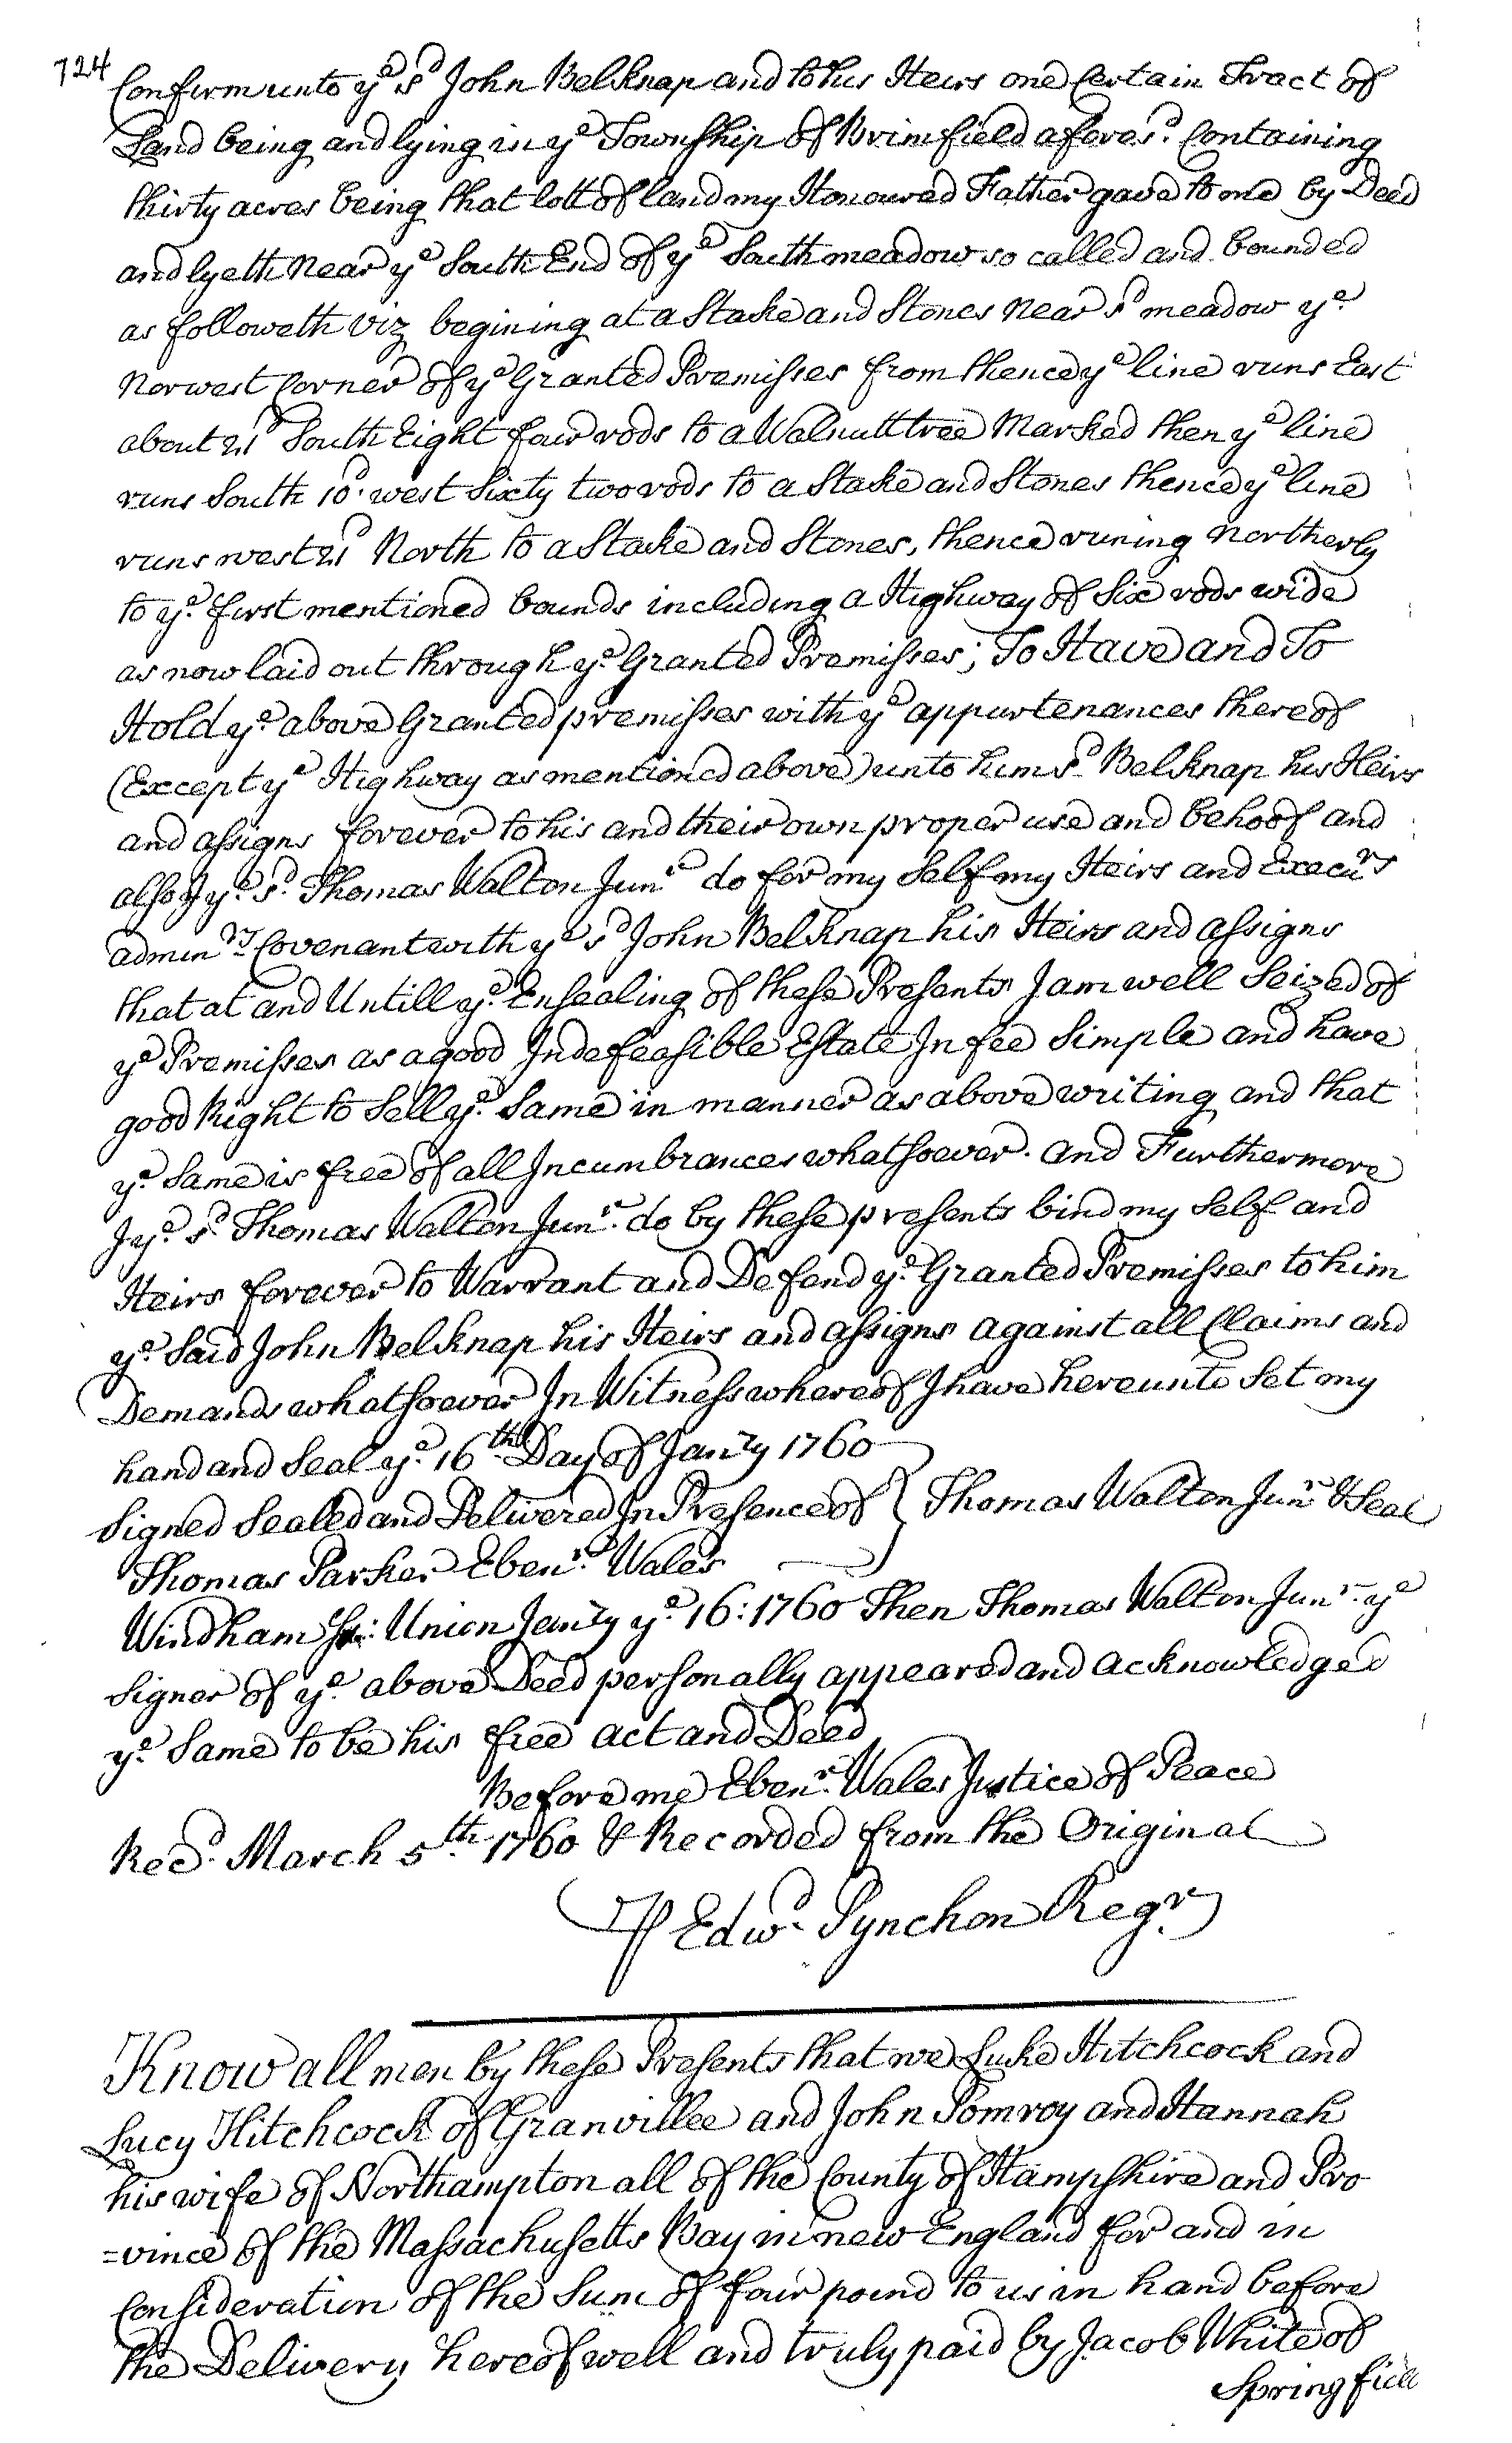 724
Confirm unto ye sd John Belknap and to his Heirs one Certain Tract of
Land being and lying in ye Township of Brimfield afoves.d Containing
thirty acres being that lott of land my Honoured Father gave to me by Deed
and lyeth Near ye South End of ye South meadow so called and bounded
as followeth viz begining at a Stake and Stones Near sd meadow ye
Norwest Corner of ye Granted Premisses from thence ye line runs East
about 21d South Eight four rods to a Walnutt tree Marked then ye line
runs South 10d. west Sixty two rods to a Stake and Stones thence ye line
runs west 21d North to a Stake and Stones, thence runing Northerly
to ye first mentioned bounds including a Highway of Six rods wide
as now laid out through ye Granted Premisses; To Have and To
Hold ye above Granted premisses with ye appurtenances thereof
(Except ye Highway as mentioned above) unto him sd Belknap his Heirs
and assigns forever to his and their own proper use and behoof and
also I ye sd Thomas Walton Junr do for my Self my Heirs and Execurs
adminrs Covenant with ye sd John Belknap his Heirs and assigns
that at and Untill ye Ensealing of these Presents I am well Seized of
ye Premisses as a good Indefeasible Estate In fee Simple and have
good Right to Sell ye Same in manner as above writing and that
ye Same is free of all Incumbrances whatsoever. and Furthermore
I ye sd Thomas Walton Junr. do by these presents bind my Self and
Heirs forever to Warrant and Defend ye Granted Premisses to him
ye Said John Belknap his Heirs and assigns against all Claims and
Demands whatsoever In Witness whereof I have hereunto Set my
hand and Seal ye 16th Day of Janry 1760
Signed Sealed and Delivered In Presence of } Thomas Walton Junr & Seal
Thomas Parker Ebenr. Wales
Windham Ss: Union Janry ye 16: 1760 Then Thomas Walton Junr. ye
Signer of ye above Deed personally appeared and acknowledged
ye Same to be his free act and Deed
Before me Ebenr. Wales Justice of Peace
Recd. March 5th 1760 & Recorded from the Original
P Edwd. Pynchon Regr
Know all men by these Presents that we Luke Hitchcock and
Lucy Hitchcock of Granvillee and John Pomroy and Hannah
his wife of Northampton all of the County of Hampshire and Pro
=vince of the Massachusetts Bay in new England for and in
Consideration of the Sum of four pound to us in hand before
the Delivery hereof well and truly paid by Jacob White of
Springfield